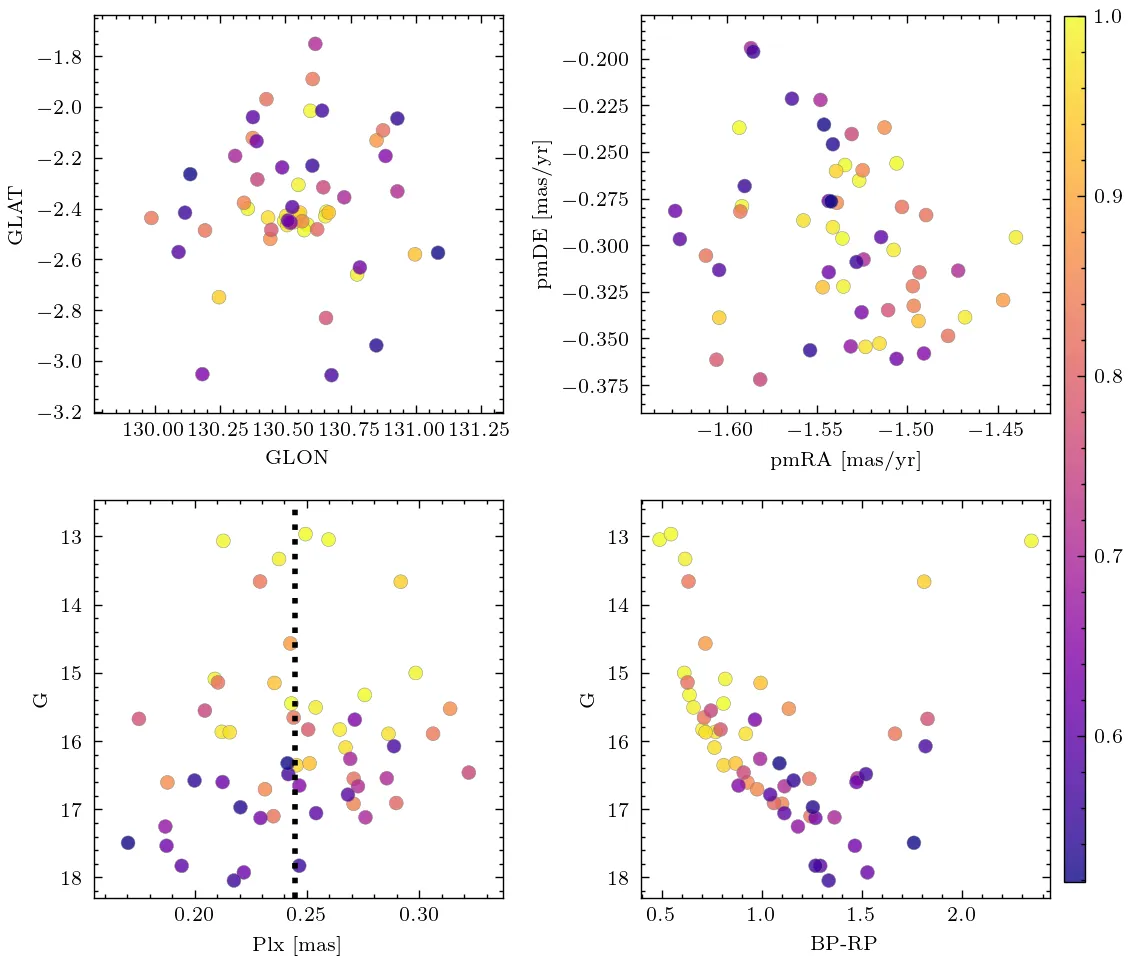 −1.8
−2.0
−2.2
−2.4
−2.6
−2.8
−3.0
−3.2
GLAT
130.00 130.25 130.50 130.75 131.00 131.25
GLON
−0.200
−0.225
−0.250
−0.275
−0.300
−0.325
−0.350
−0.375
pmDE [mas/yr]
−1.60 −1.55 −1.50 −1.45
pmRA [mas/yr]
13
14
15
16
17
18
G
0.20 0.25 0.30
Plx [mas]
13
14
15
16
17
18
G
0.5 1.0 1.5 2.0
BP-RP
1.0
0.9
0.8
0.7
0.6